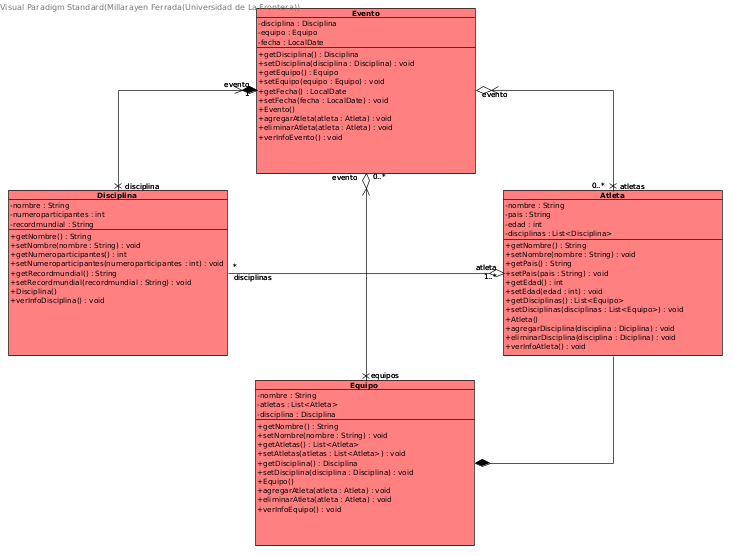 Visual Paradigm Standard(Millarayen Ferrada(Universidad de La Frontera))
Evento
-disciplina : Disciplina
-equipo : Equipo
-fecha : LocalDate
+getDisciplina() : Disciplina
+setDisciplina(disciplina : Disciplina) : void
+getEquipo() : Equipo
+setEquipo(equipo : Equipo) : void
+getFecha() : LocalDate
+setFecha(fecha : LocalDate) : void
+Evento()
+agregarAtleta(atleta : Atleta) : void
+eliminarAtleta(atleta : Atleta) : void
+verInfoEvento() : void
evento
1
evento
evento
0..*
disciplina
0..*
atletas
Disciplina
-nombre : String
-numeroparticipantes : int
-recordmundial : String
+getNombre() : String
+setNombre(nombre : String) : void
+getNumeroparticipantes() : int
+setNumeroparticipantes(numeroparticipantes : int) : void
+getRecordmundial() : String
+setRecordmundial(recordmundial : String) : void
+Disciplina()
+verInfoDisciplina() : void
*
disciplinas
atleta
1..*
Atleta
-nombre : String
-pais : String
-edad : int
-disciplinas : List<Disciplina>
+getNombre() : String
+setNombre(nombre : String) : void
+getPais() : String
+setPais(pais : String) : void
+getEdad() : int
+setEdad(edad : int) : void
+getDisciplinas() : List<Equipo>
+setDisciplinas(disciplinas : List<Equipo>) : void
+Atleta()
+agregarDisciplina(disciplina : Diciplina) : void
+eliminarDisciplina(disciplina : Diciplina) : void
+verInfoAtleta() : void
equipos
Equipo
-nombre : String
-atletas : List<Atleta>
-disciplina : Disciplina
+getNombre() : String
+setNombre(nombre : String) : void
+getAtletas() : List<Atleta>
+setAtletas(atletas : List<Atleta>) : void
+getDisciplina() : Disciplina
+setDisciplina(disciplina : Disciplina) : void
+Equipo()
+agregarAtleta(atleta : Atleta) : void
+eliminarAtleta(atleta : Atleta) : void
+verInfoEquipo() : void